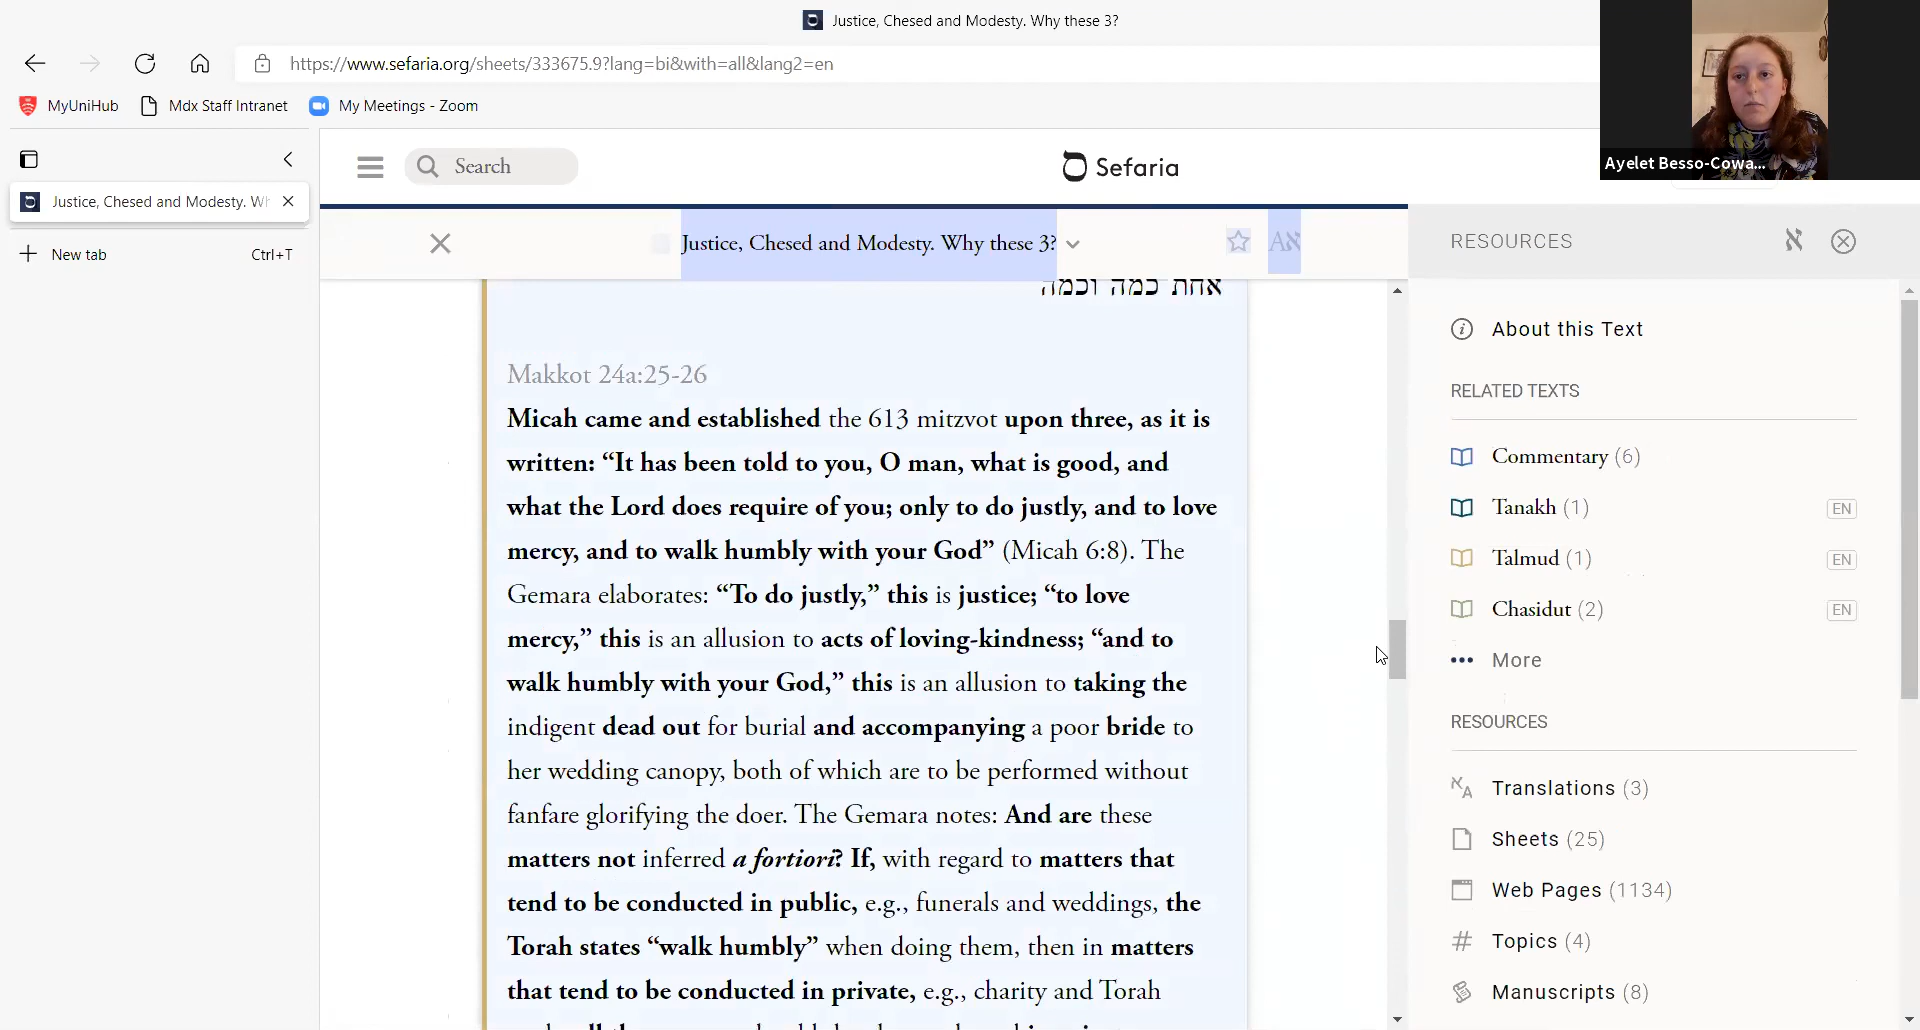 Justice, Chesed and Modesty. Why these 3?
https://www.sefaria.org/sheets/333675.9?lang=bi&with=all&lang2=en
MyUniHub Mdx Staff Intranet My Meetings - Zoom
Ayelet Besso-Cowa...
Search
Sefaria
Justice, Chesed and Modesty. Wh
New tab Ctrl+T
Justice, Chesed and Modesty. Why these 3?
Aא
אחת כמה וכמה
Makkot 24a:25-26
Micah came and established the 613 mitzvot upon three, as it is
written: “It has been told to you, O man, what is good, and
what the Lord does require of you; only to do justly, and to love
mercy, and to walk humbly with your God” (Micah 6:8). The
Gemara elaborates: “To do justly,” this is justice; “to love
mercy,” this is an allusion to acts of loving-kindness; “and to
walk humbly with your God,” this is an allusion to taking the
indigent dead out for burial and accompanying a poor bride to
her wedding canopy, both of which are to be performed without
fanfare glorifying the doer. The Gemara notes: And are these
matters not inferred a fortiori? If, with regard to matters that
tend to be conducted in public, e.g., funerals and weddings, the
Torah states “walk humbly” when doing them, then in matters
that tend to be conducted in private, e.g., charity and Torah
RESOURCES א
About this Text
RELATED TEXTS
Commentary (6)
Tanakh (1) EN
Talmud (1) EN
Chasidut (2) EN
More
RESOURCES
Translations (3)
Sheets (25)
Web Pages (1134)
Topics (4)
Manuscripts (8)